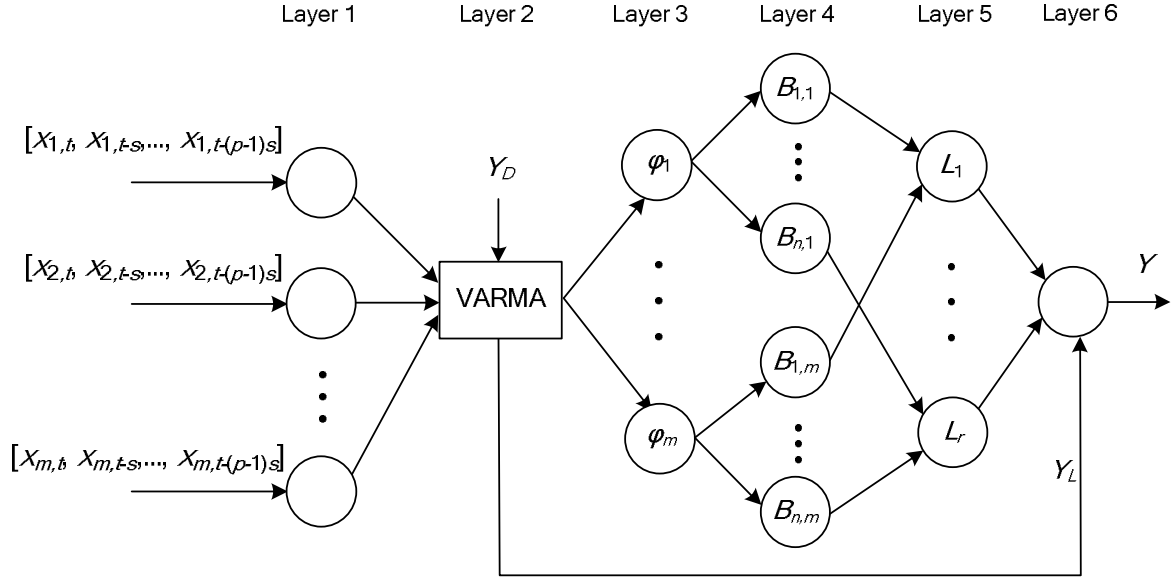 Layer 1 Layer 2 Layer 3 Layer 4 Layer 5 Layer 6
B1,1
[X1,t, X1,t-s,..., X1,t-(p-1)s]
YD
φ1
L1
Bn,1
[X2,t, X2,t-s,..., X2,t-(p-1)s]
VARMA
Y
B1,m
[Xm,t, Xm,t-s,..., Xm,t-(p-1)s]
φm
Lr
YL
Bn,m